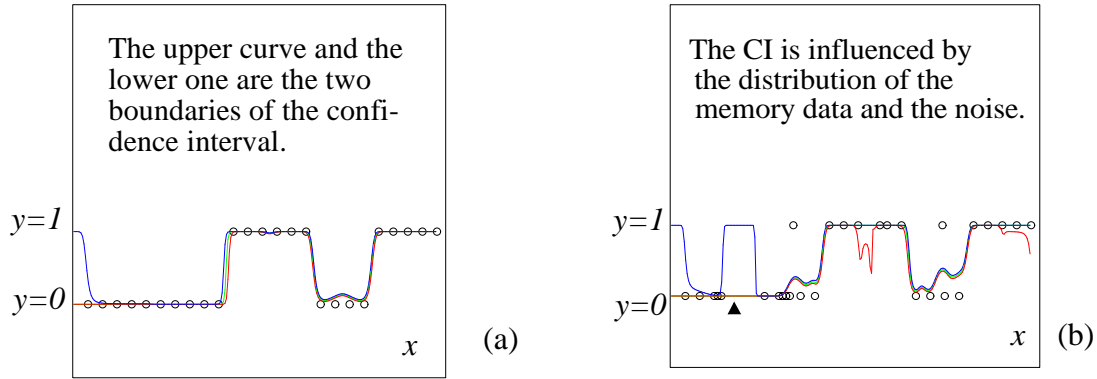 The upper curve and the
lower one are the two
boundaries of the confi-
dence interval.
y=1
y=0
x
(a)
The CI is influenced by
the distribution of the
memory data and the noise.
y=1
y=0
x
(b)